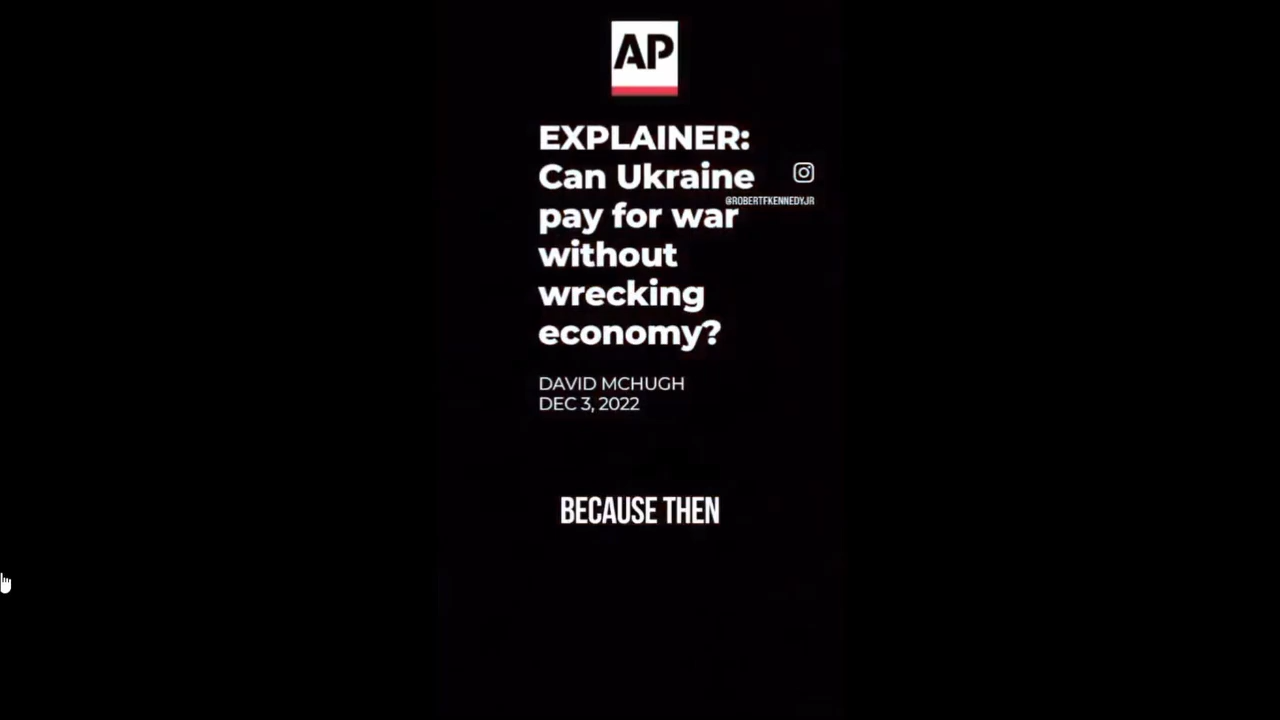 AP
EXPLAINER:
Can Ukraine
@ROBERTFKENNEDYJR
pay for war
without
wrecking
economy?
DAVID MCHUGH
DEC 3, 2022
BECAUSE THEN